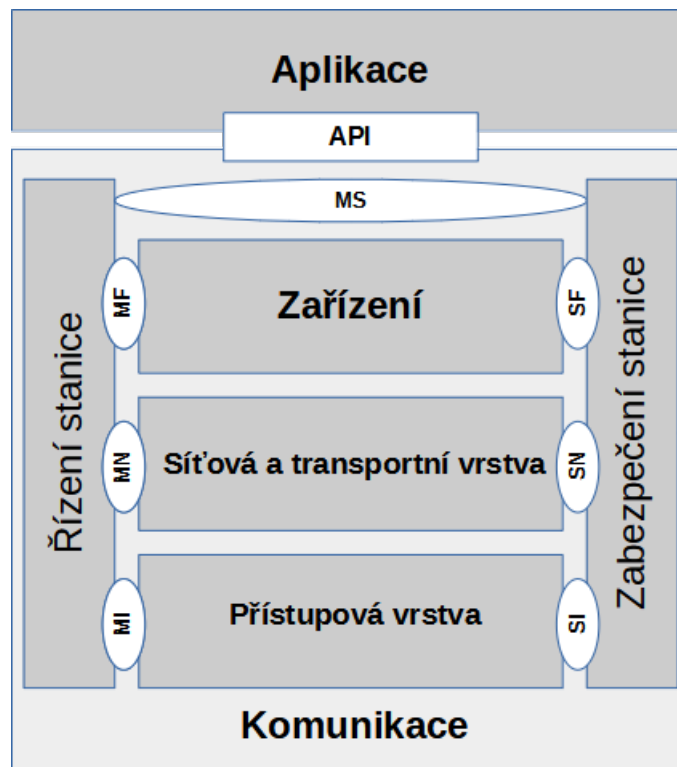 Aplikace
API
MS
Řízení stanice
MF
Zařízení
SF
Zabezpečení stanice
MN
Síťová a transportní vrstva
SN
MI
Přístupová vrstva
SI
Komunikace